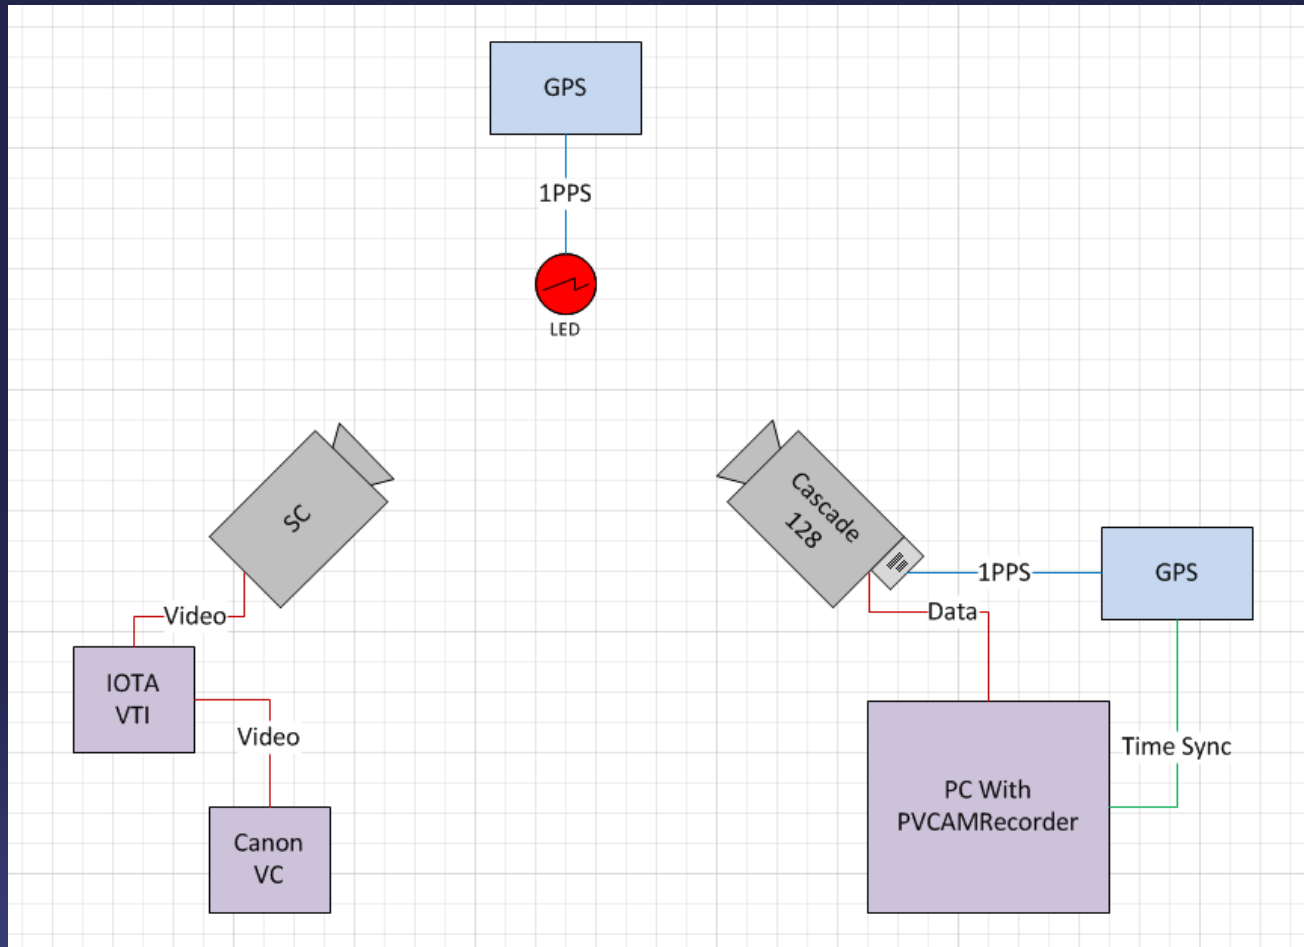 GPS
1PPS
LED
SC
Video
IOTA
VTI
Video
Canon
VC
Cascade
128
1PPS
GPS
Data
Time Sync
PC With
PVCAMRecorder